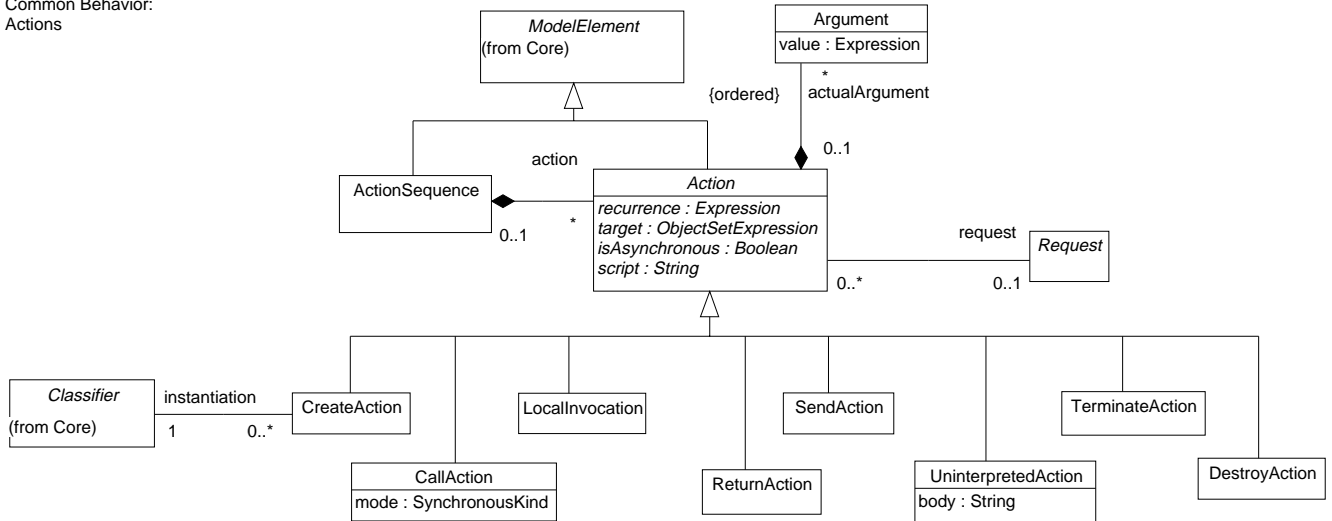 Common Behavior:
Actions
ModelElement
(from Core)
Argument
value : Expression
*
{ordered}
actualArgument
0..1
action
ActionSequence
0..1
*
Action
recurrence : Expression
target : ObjectSetExpression
isAsynchronous : Boolean
script : String
request
Request
0..*
0..1
Classifier
(from Core)
instantiation
1
0..*
CreateAction
LocalInvocation
SendAction
TerminateAction
CallAction
mode : SynchronousKind
ReturnAction
UninterpretedAction
body : String
DestroyAction